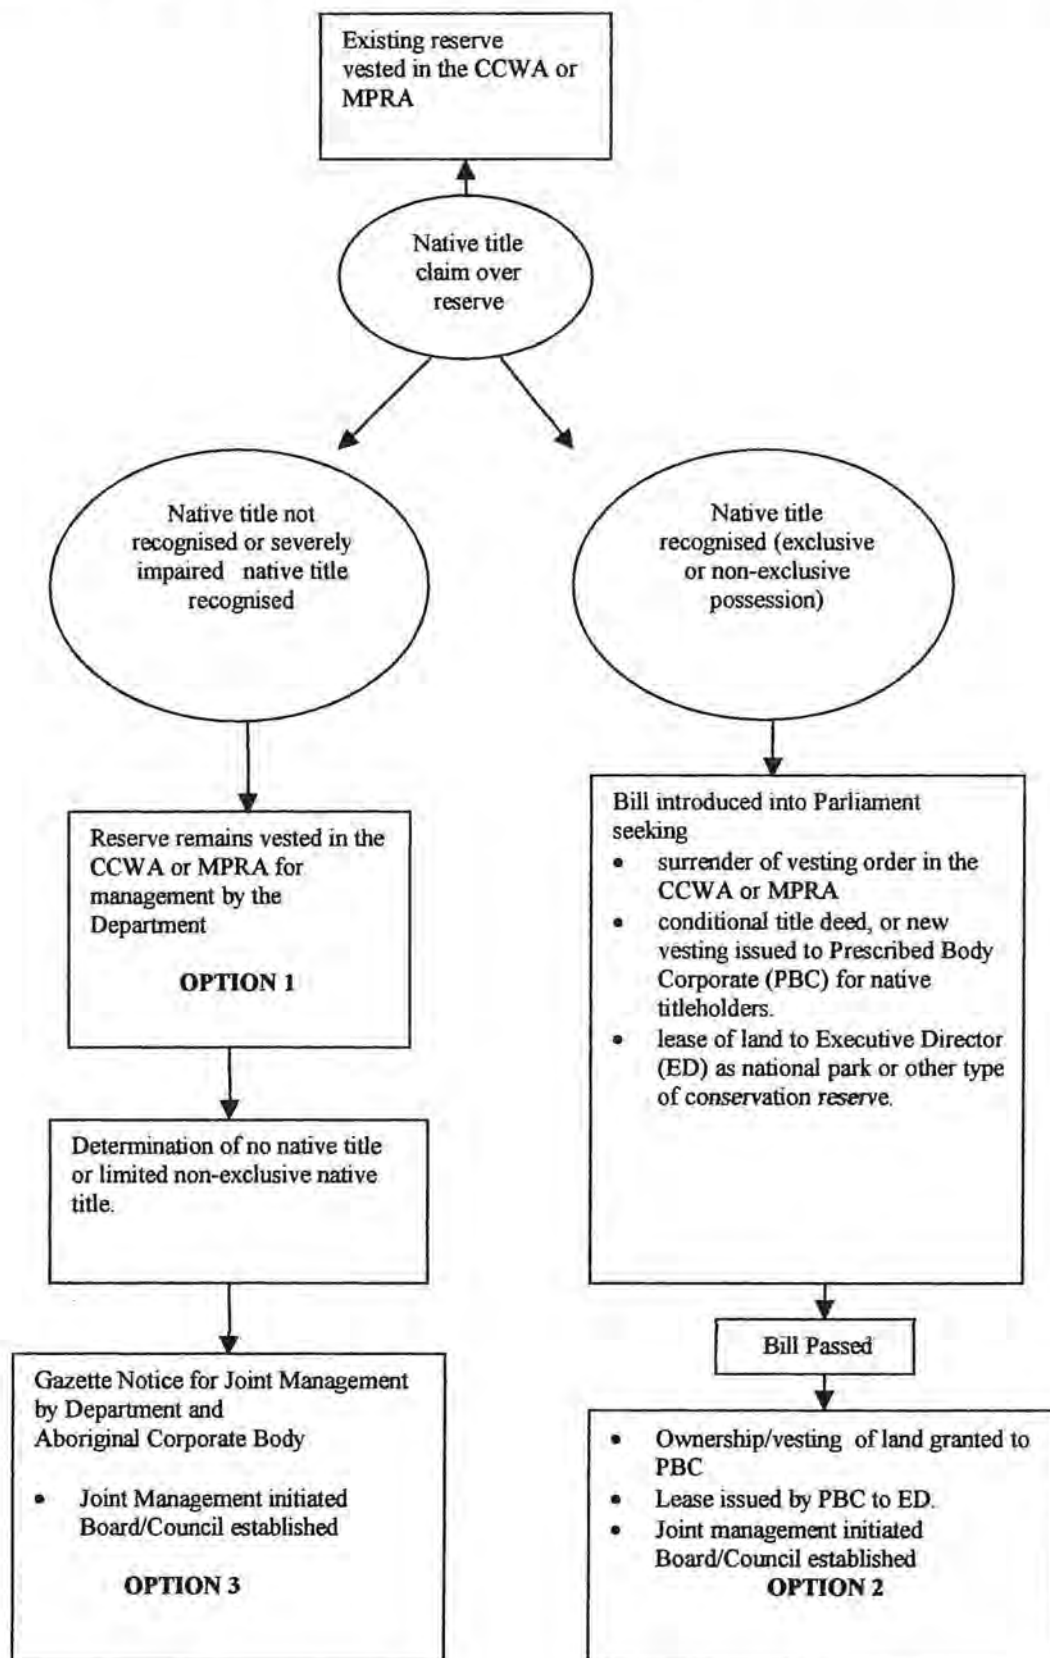 Existing reserve
vested in the CCWA or
MPRA
Native title
claim over
reserve
Native title not
recognised or severely
impaired native title
recognised
Native title
recognised (exclusive
or non-exclusive
possession)
Reserve remains vested in the
CCWA or MPRA for
management by the
Department
OPTION 1
Bill introduced into Parliament
seeking
• surrender of vesting order in the
CCWA or MPRA
• conditional title deed, or new
vesting issued to Prescribed Body
Corporate (PBC) for native
titleholders.
• lease of land to Executive Director
(ED) as national park or other type
of conservation reserve.
Determination of no native title
or limited non-exclusive native
title.
Bill Passed
Gazette Notice for Joint Management
by Department and
Aboriginal Corporate Body
• Joint Management initiated
Board/Council established
OPTION 3
• Ownership/vesting of land granted to
PBC
• Lease issued by PBC to ED.
• Joint management initiated
Board/Council established
OPTION 2